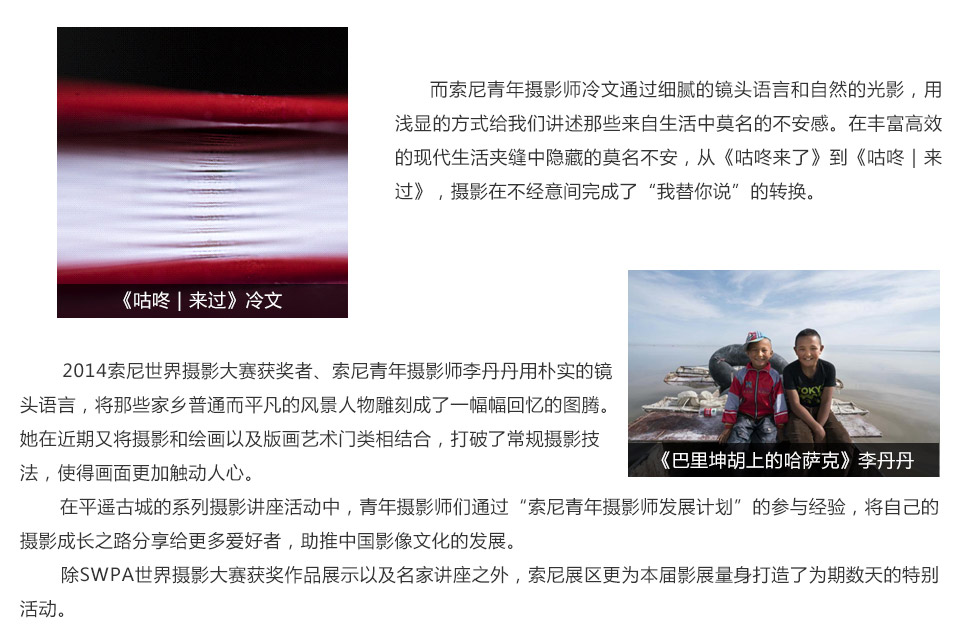 而索尼青年摄影师冷文通过细腻的镜头语言和自然的光影，用
浅显的方式给我们讲述那些来自生活中莫名的不安感。在丰富高效
的现代生活夹缝中隐藏的莫名不安，从《咕咚来了》到《咕咚 | 来
过》，摄影在不经意间完成了“我替你说”的转换。
《咕咚 | 来过》冷文
2014索尼世界摄影大赛获奖者、索尼青年摄影师李丹丹用朴实的镜
头语言，将那些家乡普通而平凡的风景人物雕刻成了一幅幅回忆的图腾。
她在近期又将摄影和绘画以及版画艺术门类相结合，打破了常规摄影技
法，使得画面更加触动人心。
《巴里坤胡上的哈萨克》李丹丹
在平遥古城的系列摄影讲座活动中，青年摄影师们通过“索尼青年摄影师发展计划”的参与经验，将自己的
摄影成长之路分享给更多爱好者，助推中国影像文化的发展。
除SWPA世界摄影大赛获奖作品展示以及名家讲座之外，索尼展区更为本届影展量身打造了为期数天的特别
活动。